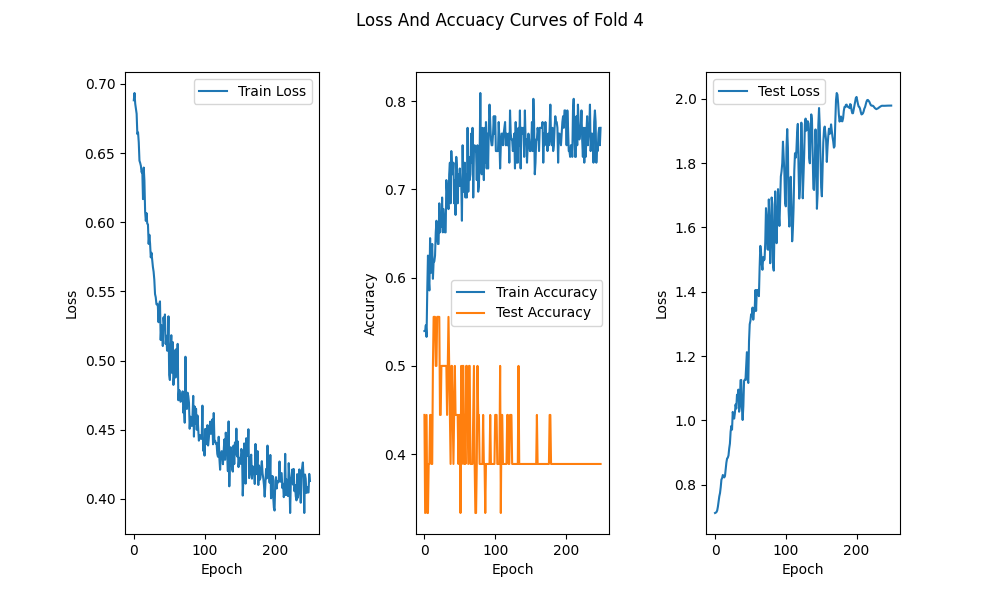 Loss And Accuacy Curves of Fold 4
Loss
0.70
0.65
0.60
0.55
0.50
0.45
0.40
Train Loss
0 100 200
Epoch
Accuracy
0.8
0.7
0.6
0.5
0.4
Train Accuracy
Test Accuracy
0 100 200
Epoch
Loss
2.0
1.8
1.6
1.4
1.2
1.0
0.8
Test Loss
0 100 200
Epoch